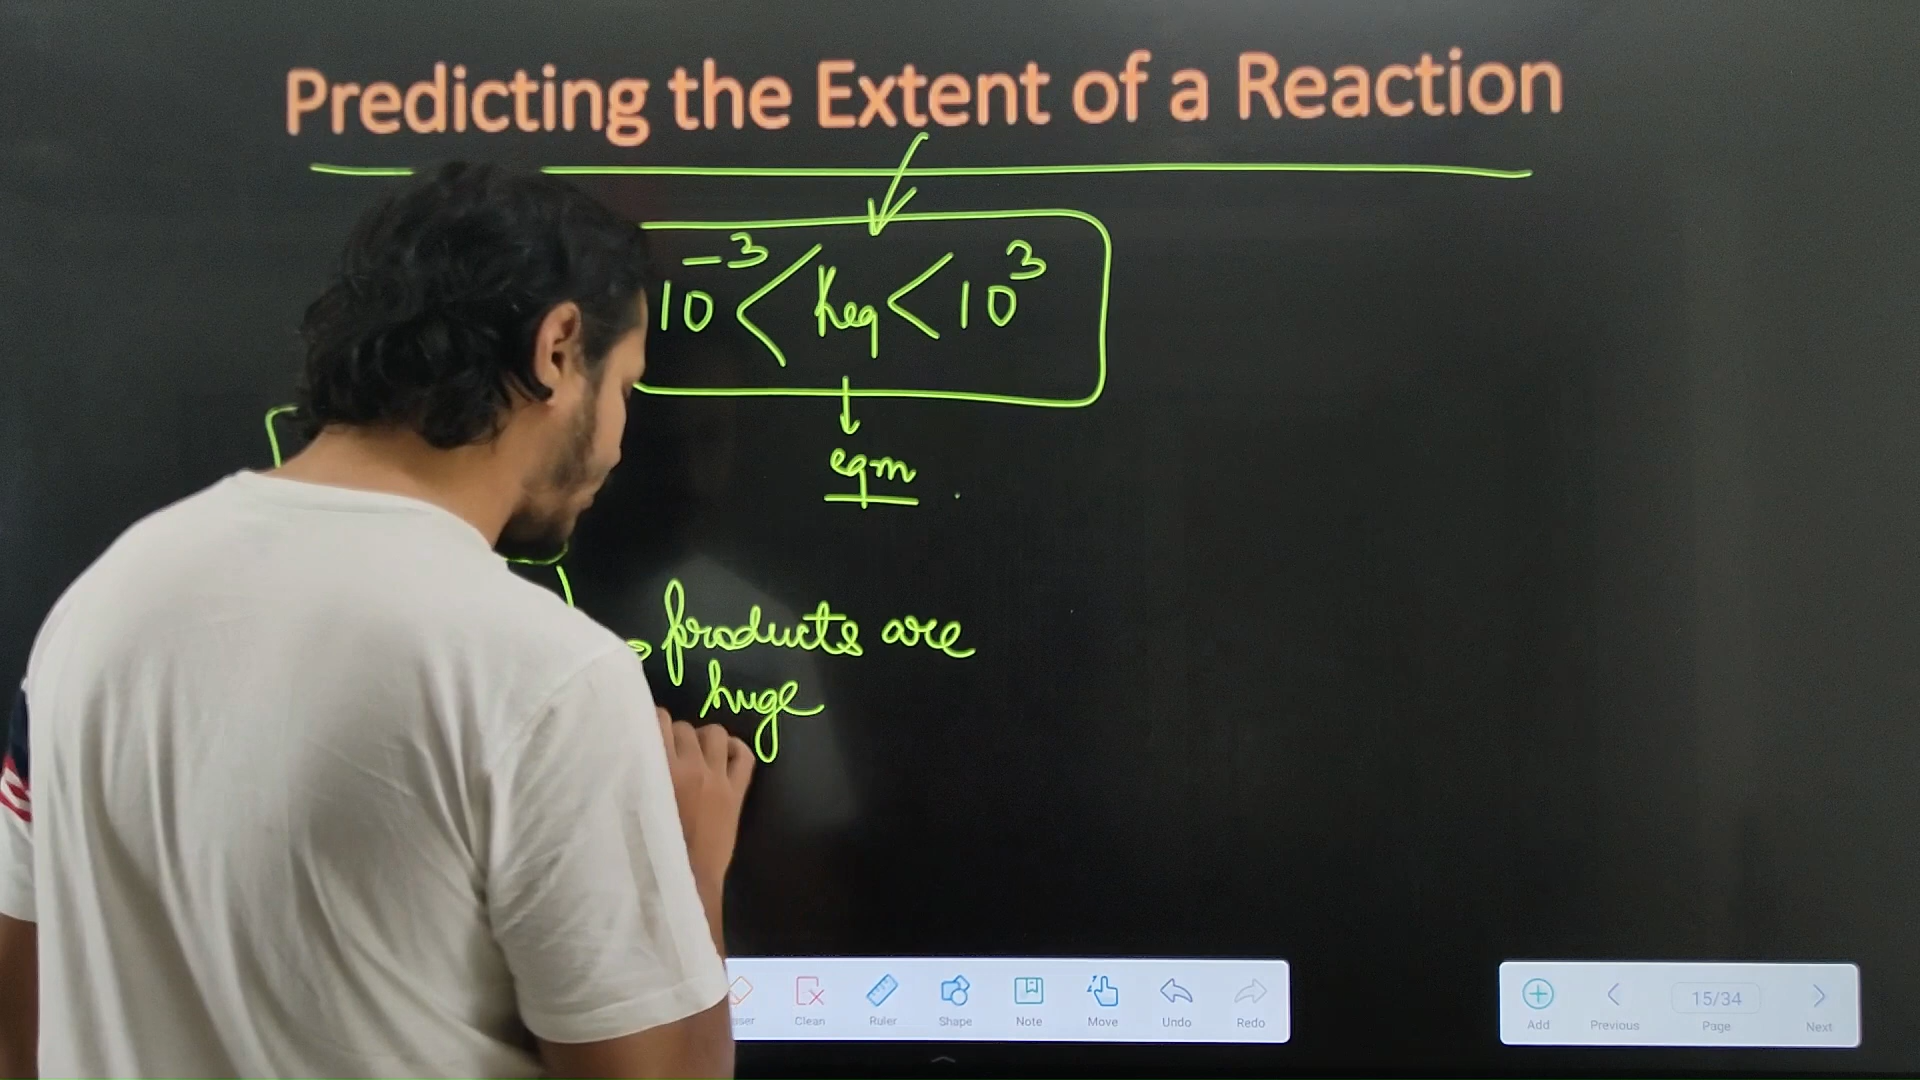 Predicting the Extent of a Reaction
10⁻³ < Keq < 10³
eqm
products are
huge
Clean
Ruler
Shape
Note
Move
Undo
Redo
Add
Previous
15/34
Page
Next